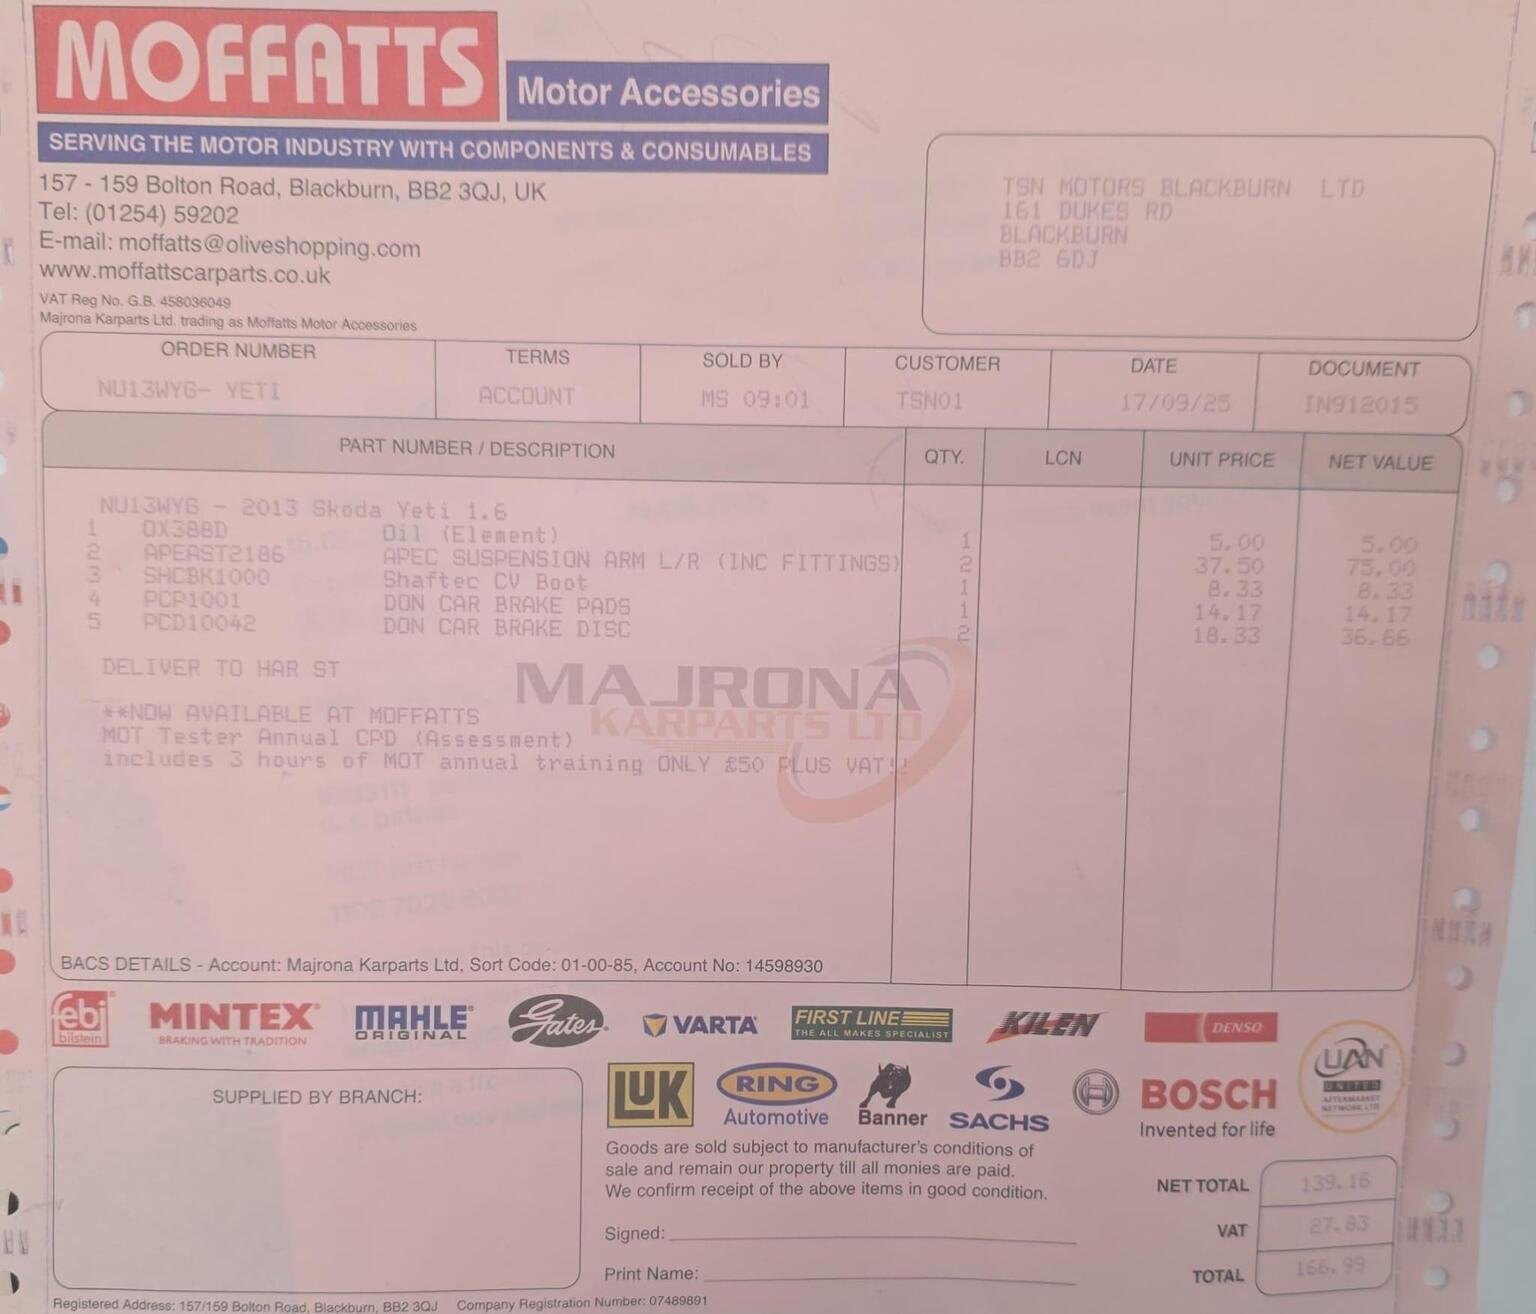 MOFFATTS
Motor Accessories
SERVING THE MOTOR INDUSTRY WITH COMPONENTS & CONSUMABLES
157 - 159 Bolton Road, Blackburn, BB2 3QJ, UK
Tel: (01254) 59202
E-mail: moffatts@oliveshopping.com
www.moffattscarparts.co.uk
VAT Reg No. G.B. 458036049
Majrona Karparts Ltd. trading as Moffatts Motor Accessories
TSN MOTORS BLACKBURN LTD
161 DUKES RD
BLACKBURN
BB2 6DJ
ORDER NUMBER TERMS SOLD BY CUSTOMER DATE DOCUMENT
NU13WYG- YETI ACCOUNT MS 09:01 TSN01 17/09/25 IN912015
PART NUMBER / DESCRIPTION QTY. LCN UNIT PRICE NET VALUE
NU13WYG - 2013 Skoda Yeti 1.6
1 OX388D Oil (Element) 1 5.00 5.00
2 APEAST2186 APEC SUSPENSION ARM L/R (INC FITTINGS) 2 37.50 75.00
3 SHCBK1000 Shaftec CV Boot 1 8.33 8.33
4 PCP1001 DON CAR BRAKE PADS 1 14.17 14.17
5 PCD10042 DON CAR BRAKE DISC 2 18.33 36.66
DELIVER TO HAR ST
MAJRONA
KARPARTS LTD
**NOW AVAILABLE AT MOFFATTS
MOT Tester Annual CPD (Assessment)
includes 3 hours of MOT annual training ONLY £50 PLUS VAT!!
BACS DETAILS - Account: Majrona Karparts Ltd, Sort Code: 01-00-85, Account No: 14598930
febi bilstein
MINTEX
BRAKING WITH TRADITION
MAHLE
ORIGINAL
Gates
VARTA
FIRST LINE
THE ALL MAKES SPECIALIST
KILEN
DENSO
UAN
UNITED
AFTERMARKET
NETWORK LTD
LUK
RING
Automotive
Banner
SACHS
BOSCH
Invented for life
SUPPLIED BY BRANCH:
Goods are sold subject to manufacturer's conditions of
sale and remain our property till all monies are paid.
We confirm receipt of the above items in good condition.
Signed:
Print Name:
NET TOTAL 139.16
VAT 27.83
TOTAL 166.99
Registered Address: 157/159 Bolton Road, Blackburn, BB2 3QJ Company Registration Number: 07489891